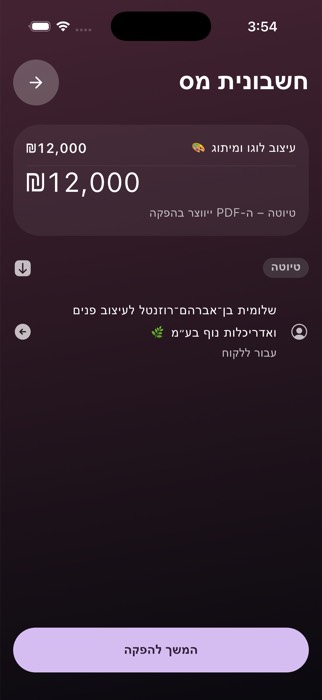 3:54
חשבונית מס
עיצוב לוגו ומיתוג 🎨 ₪12,000
₪12,000
טיוטה – ה-PDF ייווצר בהפקה
טיוטה
שלומית בן־אברהם־רוזנטל לעיצוב פנים
ואדריכלות נוף בע״מ 🌿
עבור ללקוח
המשך להפקה